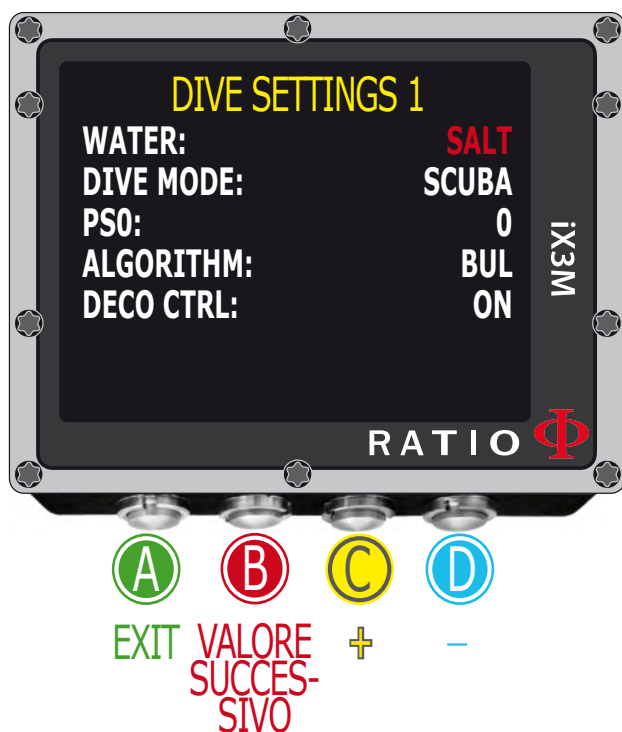 DIVE SETTINGS 1
WATER: SALT
DIVE MODE: SCUBA
PS0: 0
ALGORITHM: BUL
DECO CTRL: ON
iX3M
RATIO
A B C D
EXIT VALORE SUCCES- + –
SIVO